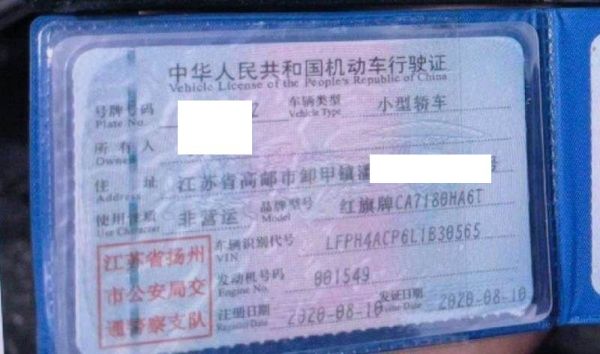 中华人民共和国机动车行驶证
Vehicle License of the People's Republic of China
号牌号码 Z 车辆类型 小型轿车
Plate No. Vehicle Type
所有人
Owner
住址 江苏省高邮市卸甲镇潘 号
Address
使用性质 非营运 品牌型号 红旗牌CA7180HA6T
Use Character Model
江苏省扬州
市公安局交
通警察支队
车辆识别代号 LFPH4ACP6L1B30565
VIN
发动机号码 001549
Engine No.
注册日期 2020-08-10 发证日期 2020-08-10
Register Date Issue Date